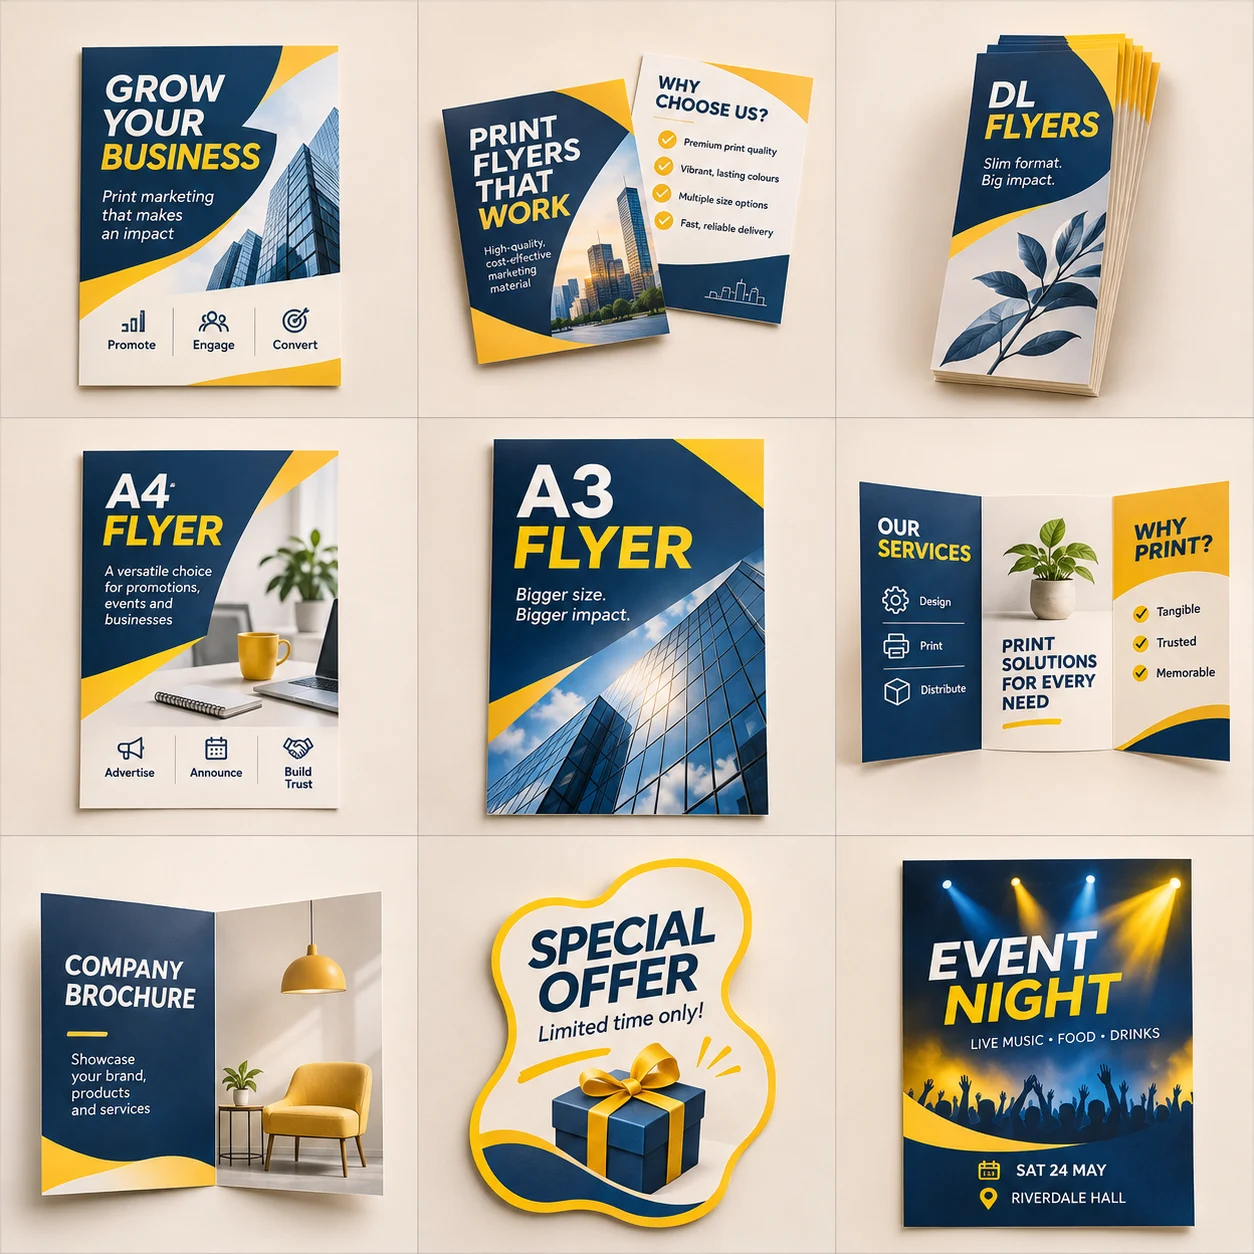 GROW
YOUR
BUSINESS
Print marketing
that makes
an impact
Promote
Engage
Convert
PRINT
FLYERS
THAT
WORK
High-quality,
cost-effective
marketing
material
WHY
CHOOSE US?
Premium print quality
Vibrant, lasting colours
Multiple size options
Fast, reliable delivery
DL
FLYERS
Slim format.
Big impact.
A4
FLYER
A versatile choice
for promotions,
events and
businesses
Advertise
Announce
Build
Trust
A3
FLYER
Bigger size.
Bigger impact.
OUR
SERVICES
Design
Print
Distribute
PRINT
SOLUTIONS
FOR EVERY
NEED
WHY
PRINT?
Tangible
Trusted
Memorable
COMPANY
BROCHURE
Showcase
your brand,
products
and services
SPECIAL
OFFER
Limited time only!
EVENT
NIGHT
LIVE MUSIC • FOOD • DRINKS
SAT 24 MAY
RIVERDALE HALL